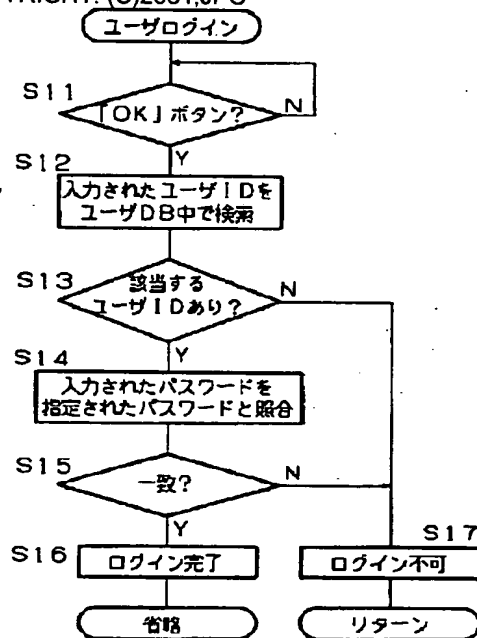 TRIGHT: (C)2001,JPO
ユーザログイン
S11
「OK」ボタン?
N
Y
S12
入力されたユーザIDを
ユーザDB中で検索
S13
該当する
ユーザIDあり?
N
Y
S14
入力されたパスワードを
指定されたパスワードと照合
S15
一致?
N
Y
S17
S16
ログイン完了
ログイン不可
省略
リターン